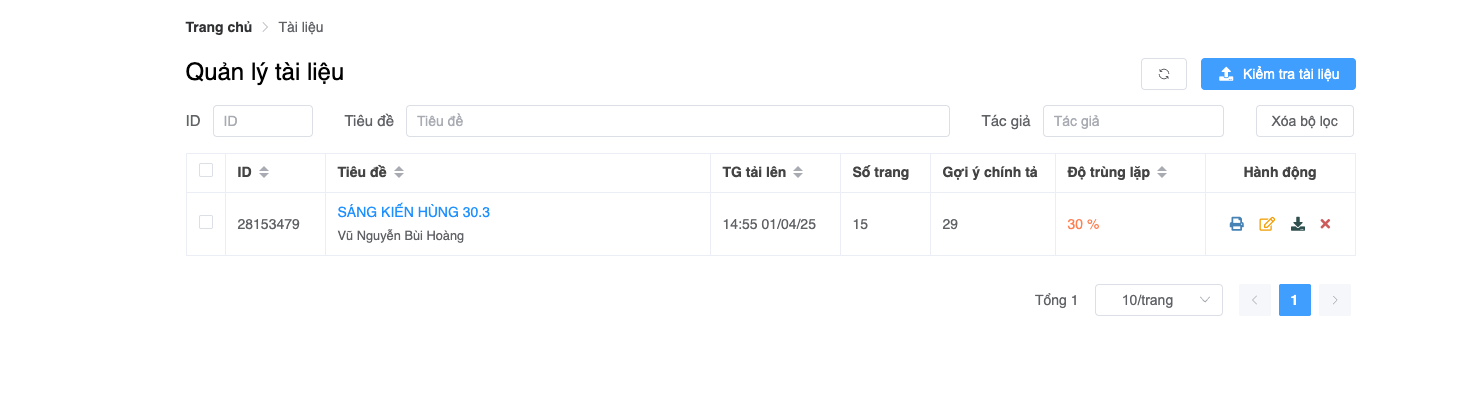 Trang chủ > Tài liệu
Quản lý tài liệu
Kiểm tra tài liệu
ID ID Tiêu đề Tiêu đề Tác giả Tác giả Xóa bộ lọc
ID Tiêu đề TG tải lên Số trang Gợi ý chính tả Độ trùng lặp Hành động
28153479 SÁNG KIẾN HÙNG 30.3 14:55 01/04/25 15 29 30 %
Vũ Nguyễn Bùi Hoàng
Tổng 1 10/trang < 1 >